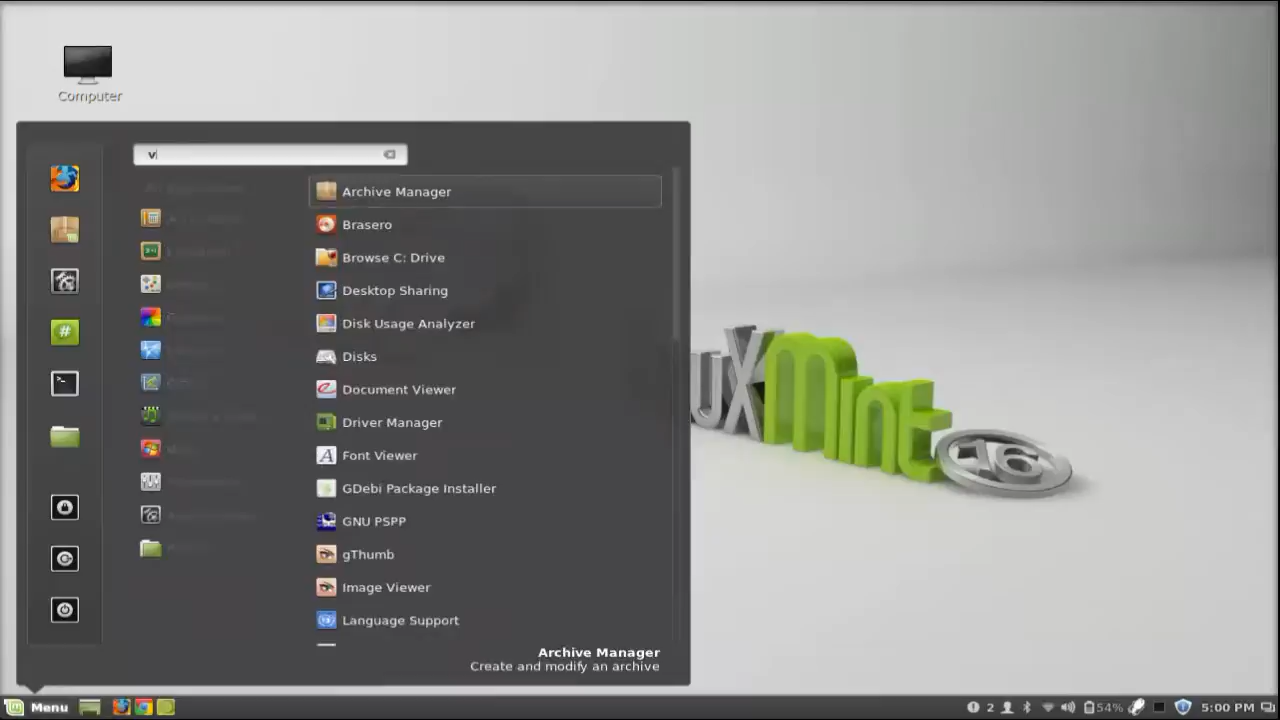 Computer
v
Archive Manager
Brasero
Browse C: Drive
Desktop Sharing
Disk Usage Analyzer
Disks
Document Viewer
Driver Manager
Font Viewer
GDebi Package Installer
GNU PSPP
gThumb
Image Viewer
Language Support
Archive Manager
Create and modify an archive
uXMint
16
Menu
2
54%
5:00 PM